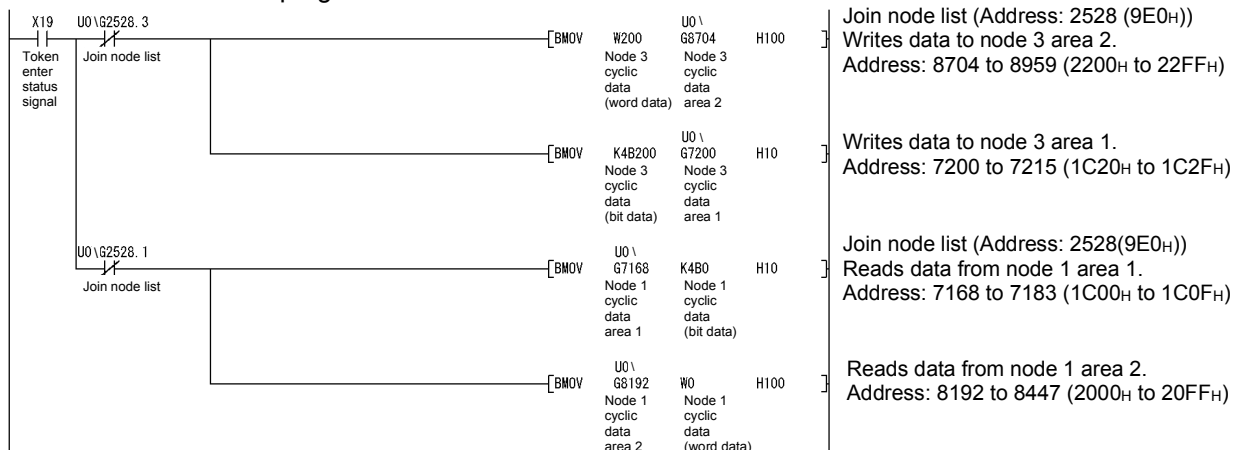 X19 U0\G2528.3 U0\
[BMOV W200 G8704 H100 ]
Token enter status signal
Join node list
Node 3 cyclic data (word data)
Node 3 cyclic data area 2
Join node list (Address: 2528 (9E0H))
Writes data to node 3 area 2.
Address: 8704 to 8959 (2200H to 22FFH)
U0\
[BMOV K4B200 G7200 H10 ]
Node 3 cyclic data (bit data)
Node 3 cyclic data area 1
Writes data to node 3 area 1.
Address: 7200 to 7215 (1C20H to 1C2FH)
U0\G2528.1 U0\
[BMOV G7168 K4B0 H10 ]
Join node list
Node 1 cyclic data area 1
Node 1 cyclic data (bit data)
Join node list (Address: 2528(9E0H))
Reads data from node 1 area 1.
Address: 7168 to 7183 (1C00H to 1C0FH)
U0\
[BMOV G8192 W0 H100 ]
Node 1 cyclic data area 2
Node 1 cyclic data (word data)
Reads data from node 1 area 2.
Address: 8192 to 8447 (2000H to 20FFH)